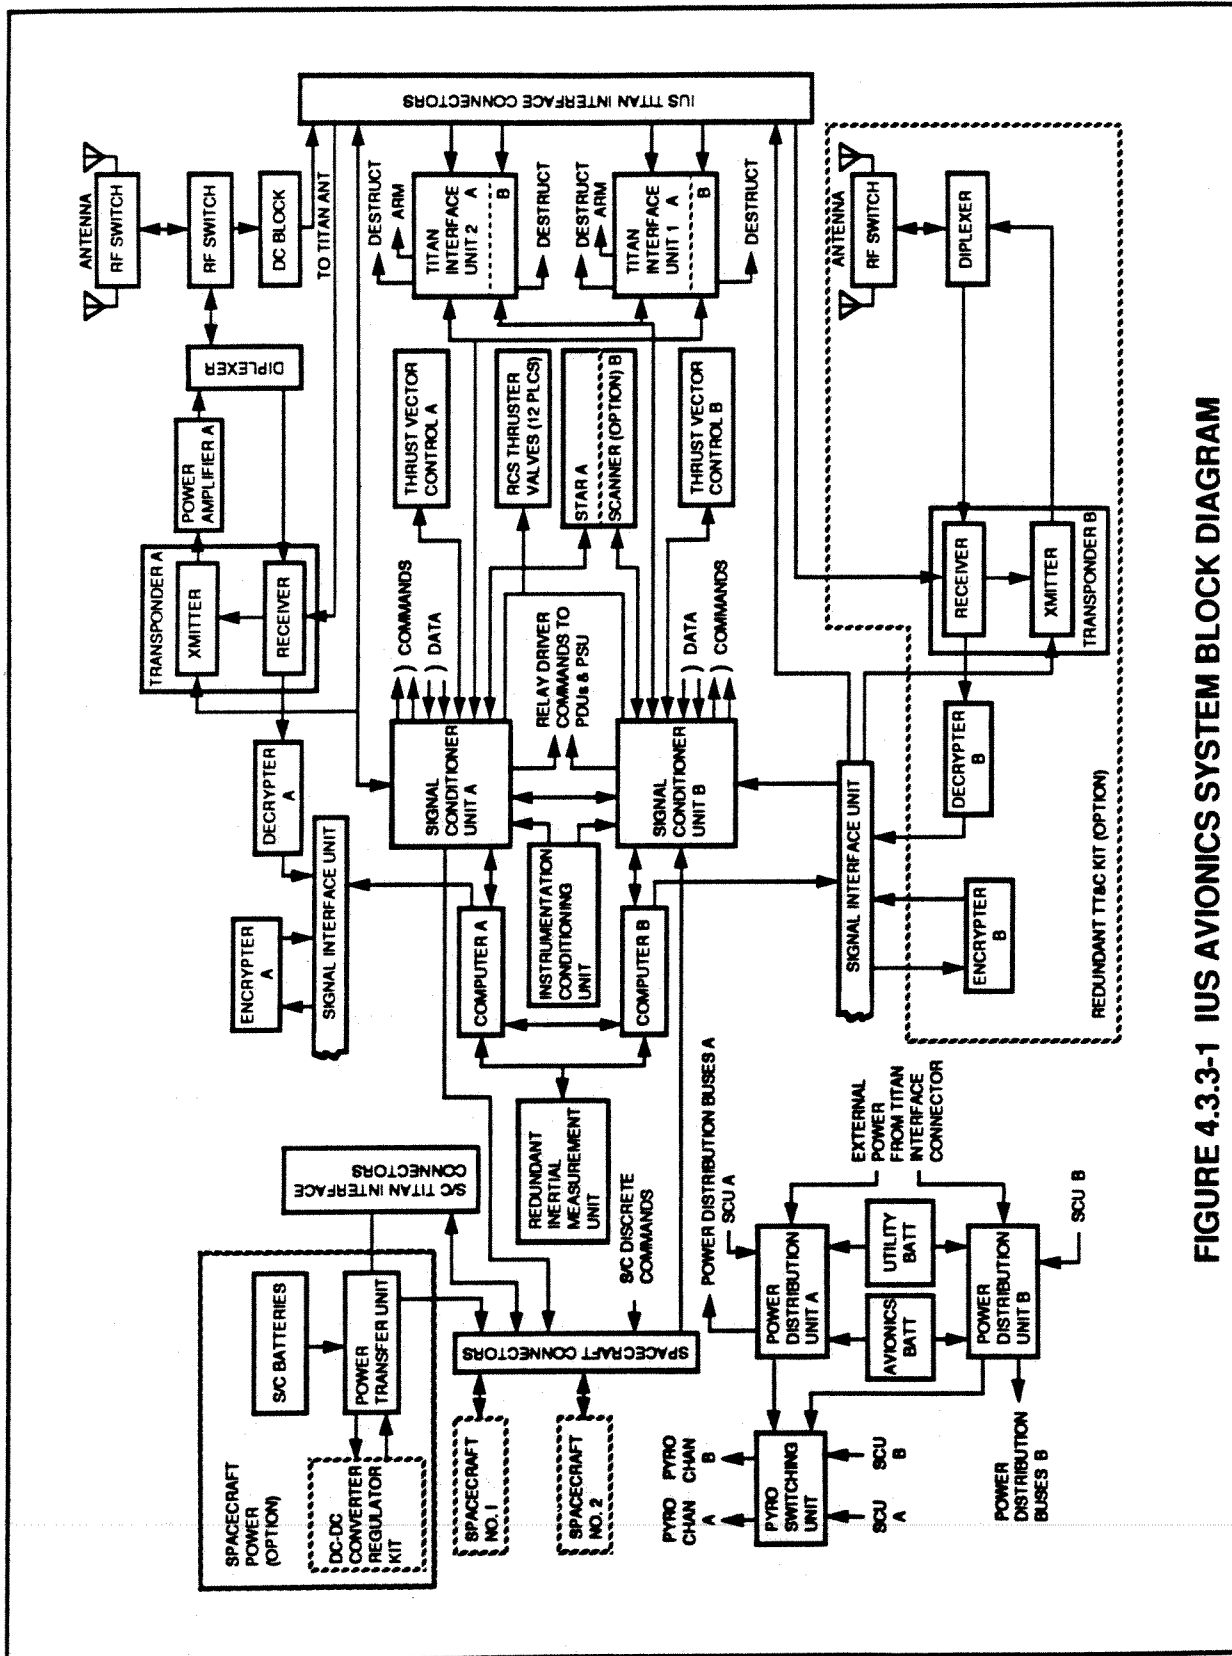 SPACECRAFT
POWER
(OPTION)
S/C BATTERIES
POWER
TRANSFER UNIT
DC-DC
CONVERTER
REGULATOR
KIT
S/C TITAN INTERFACE
CONNECTORS
SPACECRAFT
NO. 1
SPACECRAFT
NO. 2
SPACECRAFT CONNECTORS
S/C DISCRETE
COMMANDS
REDUNDANT
INERTIAL
MEASUREMENT
UNIT
ENCRYPTER
A
DECRYPTER
A
SIGNAL INTERFACE UNIT
COMPUTER A
INSTRUMENTATION
CONDITIONING
UNIT
COMPUTER B
SIGNAL
CONDITIONER
UNIT A
SIGNAL
CONDITIONER
UNIT B
TRANSPONDER A
XMITTER
RECEIVER
POWER
AMPLIFIER A
DIPLEXER
ANTENNA
RF SWITCH
RF SWITCH
DC BLOCK
TO TITAN ANT
) COMMANDS
) DATA
RELAY DRIVER
COMMANDS TO
PDUs & PSU
) DATA
) COMMANDS
THRUST VECTOR
CONTROL A
RCS THRUSTER
VALVES (12 PLCS)
STAR A
SCANNER (OPTION) B
THRUST VECTOR
CONTROL B
DESTRUCT
ARM
TITAN
INTERFACE
UNIT 2 A
B
DESTRUCT
DESTRUCT
ARM
TITAN
INTERFACE
UNIT 1 A
B
DESTRUCT
IUS TITAN INTERFACE CONNECTORS
PYRO
CHAN
A
PYRO
CHAN
B
PYRO
SWITCHING
UNIT
SCU
A
SCU
B
POWER DISTRIBUTION BUSES A
SCU A
POWER
DISTRIBUTION
UNIT A
AVIONICS
BATT
UTILITY
BATT
POWER
DISTRIBUTION
UNIT B
EXTERNAL
POWER
FROM TITAN
INTERFACE
CONNECTOR
POWER
DISTRIBUTION
BUSES B
SCU B
SIGNAL INTERFACE UNIT
ENCRYPTER
B
DECRYPTER
B
RECEIVER
XMITTER
TRANSPONDER B
ANTENNA
RF SWITCH
DIPLEXER
REDUNDANT TT&C KIT (OPTION)
FIGURE 4.3.3-1 IUS AVIONICS SYSTEM BLOCK DIAGRAM